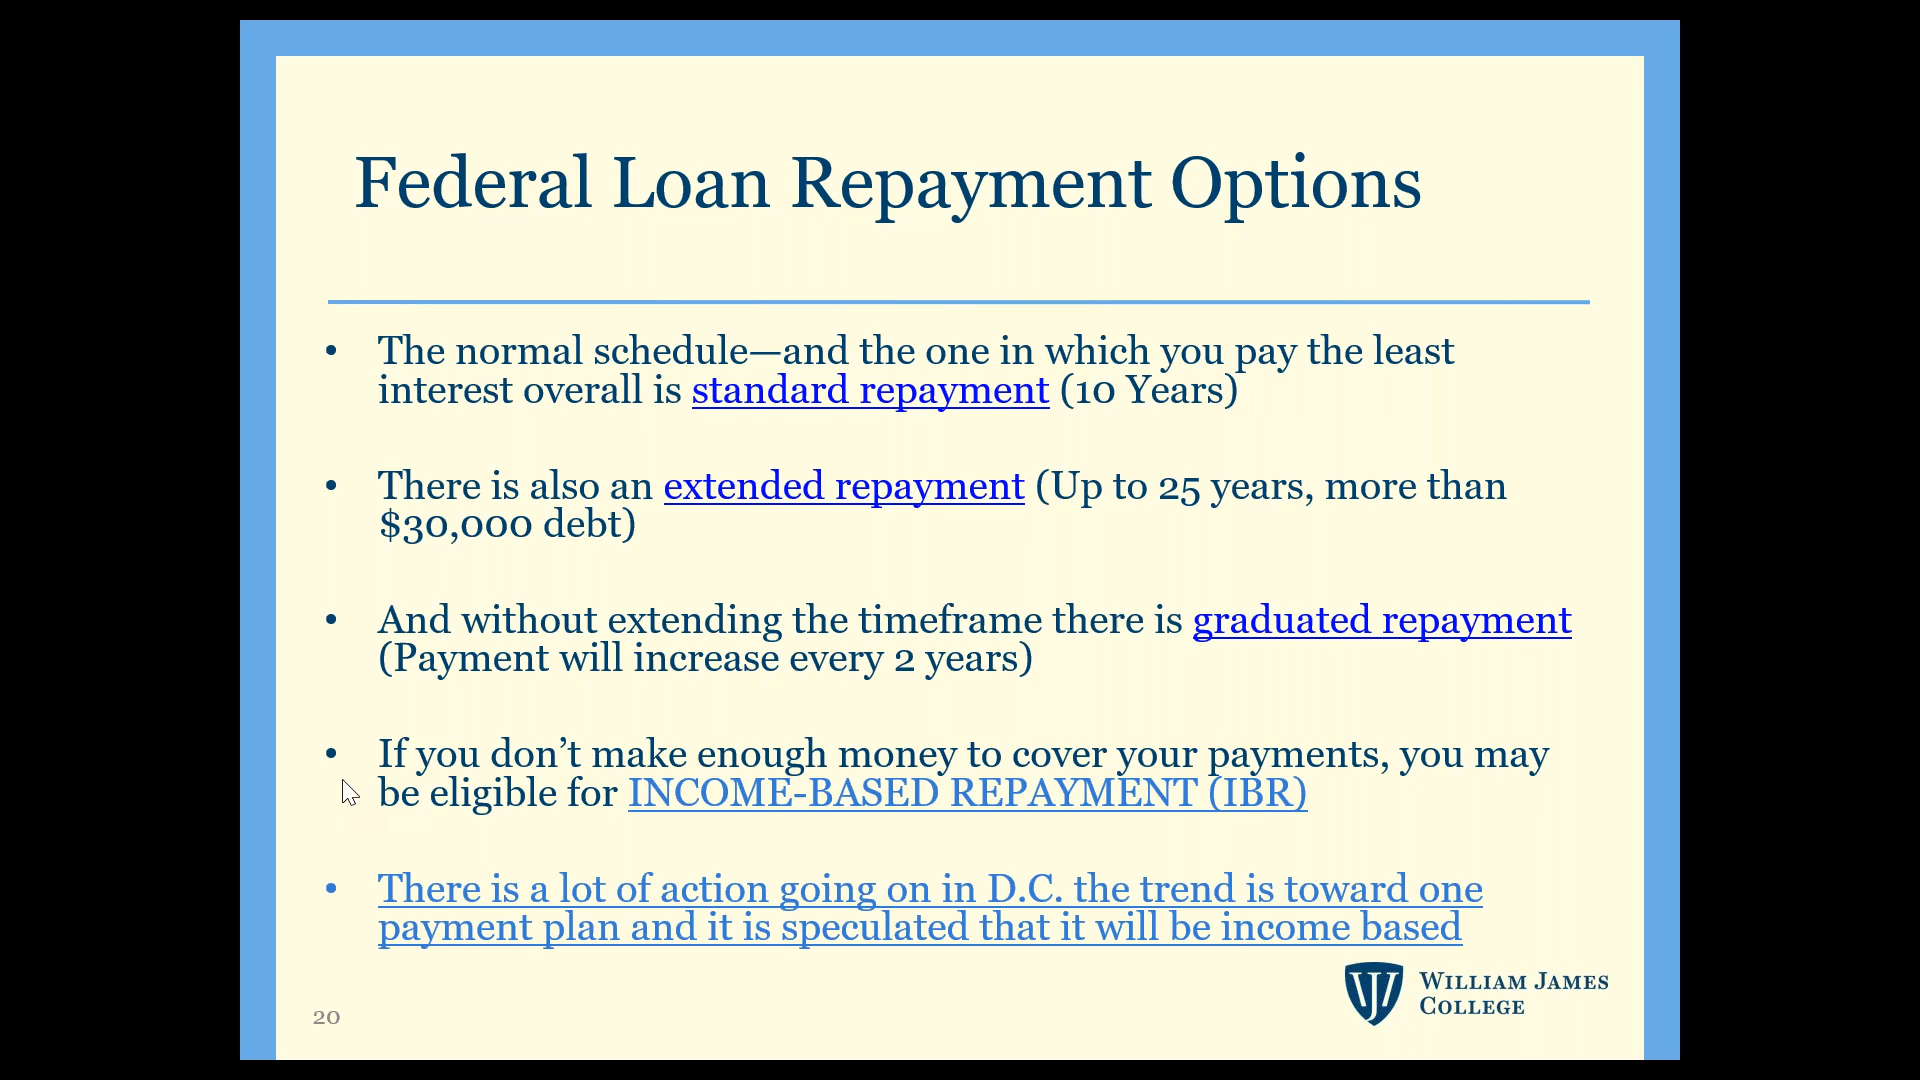 Federal Loan Repayment Options
• The normal schedule—and the one in which you pay the least
interest overall is standard repayment (10 Years)
• There is also an extended repayment (Up to 25 years, more than
$30,000 debt)
• And without extending the timeframe there is graduated repayment
(Payment will increase every 2 years)
• If you don’t make enough money to cover your payments, you may
be eligible for INCOME-BASED REPAYMENT (IBR)
• There is a lot of action going on in D.C. the trend is toward one
payment plan and it is speculated that it will be income based
WILLIAM JAMES
COLLEGE
20